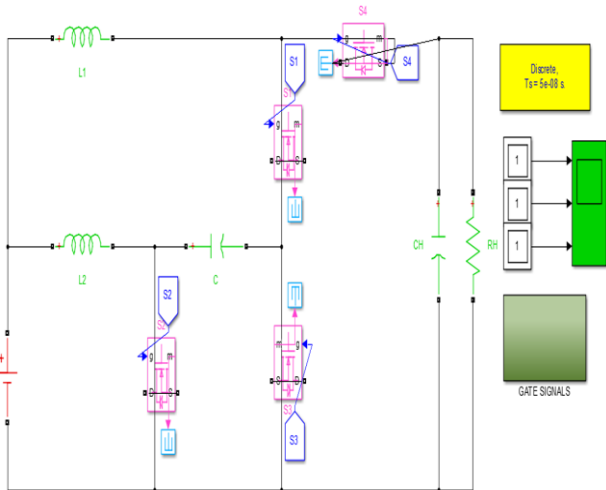 S4
g m
D S
S4
L1
S1
S1
g m
D S
Discrete,
Ts = 5e-08 s.
1
1
1
L2
C
CH
RH
S2
S2
g m
D S
g m
D S
S3
S3
GATE SIGNALS